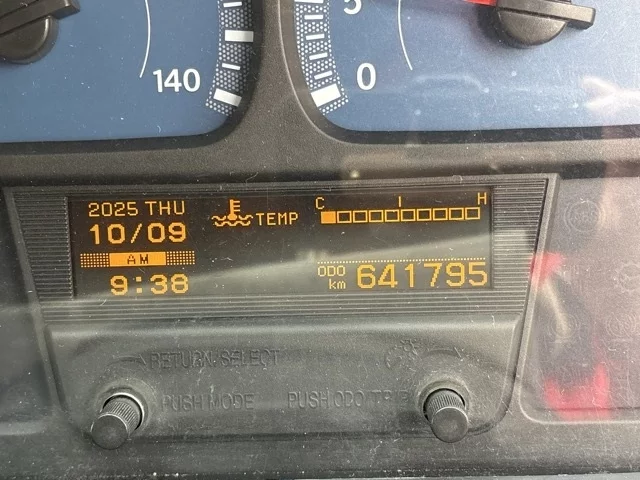 140
5
0
2025 THU
10/09
AM
9:38
TEMP
C H
ODO
km 641795
RETURN/SELECT
PUSH MODE PUSH ODO/TRIP